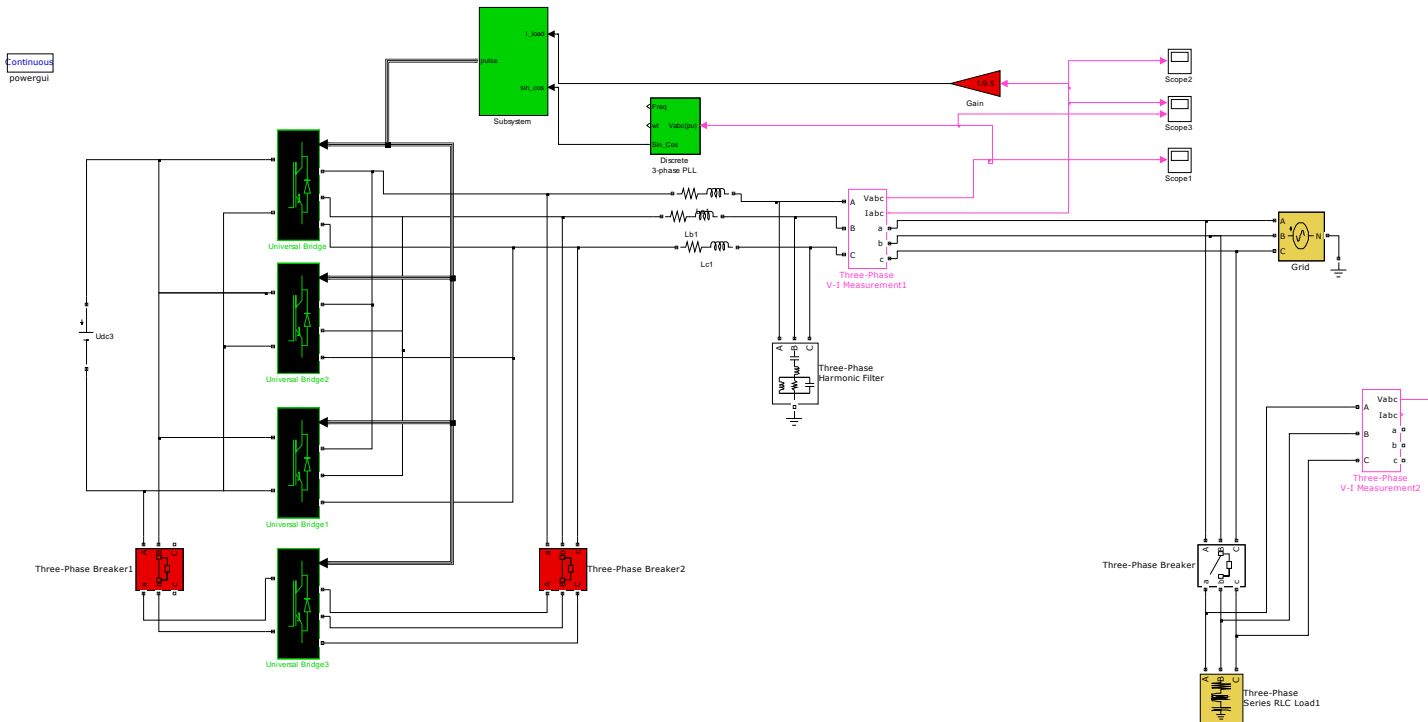 Continuous
powergui
I_load
pulse
sin_cos
Subsystem
Freq
wt
Vabc(pu)
Sin_Cos
Discrete
3-phase PLL
Gain
Scope2
Scope3
Scope1
Universal Bridge
Universal Bridge2
Universal Bridge1
Universal Bridge3
Udc3
Lb1
Lc1
Vabc
Iabc
A
a
B
b
C
c
Three-Phase
V-I Measurement1
A
B
N
C
Grid
A
B
C
Three-Phase
Harmonic Filter
Vabc
Iabc
A
a
B
b
C
c
Three-Phase
V-I Measurement2
A
B
C
a
b
c
Three-Phase Breaker1
a
b
c
A
B
C
Three-Phase Breaker2
A
B
C
a
b
c
Three-Phase Breaker
A
B
C
Three-Phase
Series RLC Load1